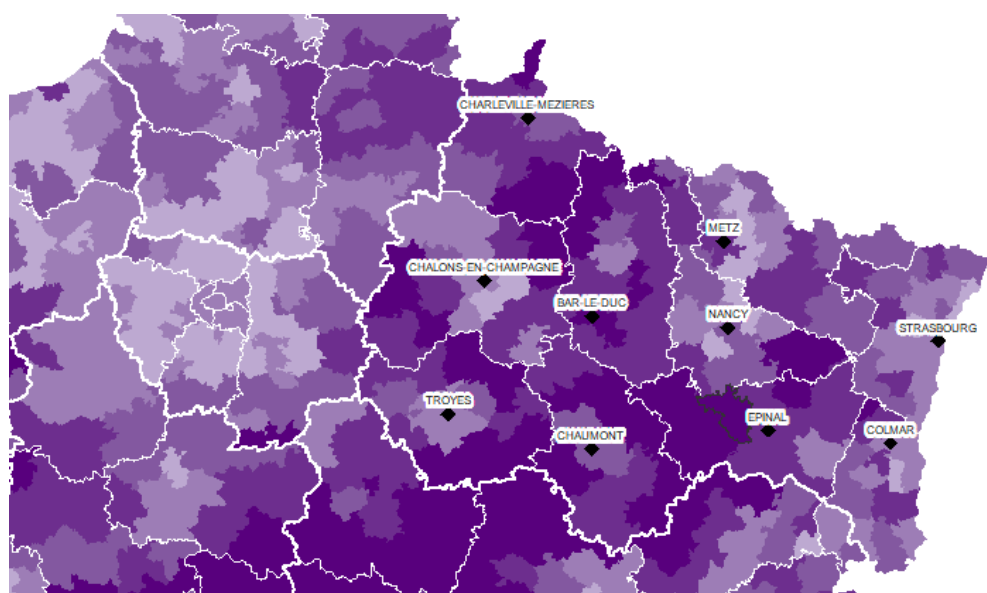 CHARLEVILLE-MEZIERES
METZ
CHALONS-EN-CHAMPAGNE
BAR-LE-DUC
NANCY
STRASBOURG
TROYES
EPINAL
CHAUMONT
COLMAR